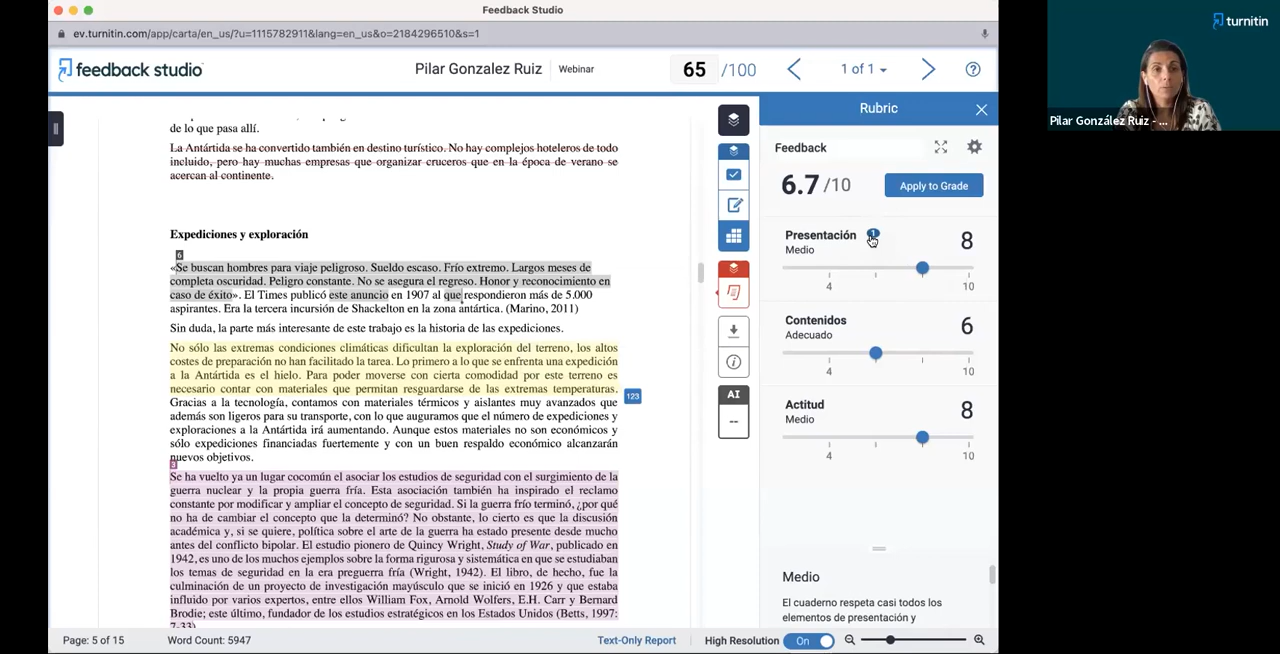 Feedback Studio
ev.turnitin.com/app/carta/en_us/?u=1115782911&lang=en_us&o=2184296510&s=1
turnitin
feedback studio
Pilar Gonzalez Ruiz
Webinar
65 /100
1 of 1
Pilar González Ruiz - ...
de lo que pasa allí.
La Antártida se ha convertido también en destino turístico. No hay complejos hoteleros de todo
incluido, pero hay muchas empresas que organizar cruceros que en la época de verano se
acercan al continente.
Expediciones y exploración
6
«Se buscan hombres para viaje peligroso. Sueldo escaso. Frío extremo. Largos meses de
completa oscuridad. Peligro constante. No se asegura el regreso. Honor y reconocimiento en
caso de éxito». El Times publicó este anuncio en 1907 al que respondieron más de 5.000
aspirantes. Era la tercera incursión de Shackelton en la zona antártica. (Marino, 2011)
Sin duda, la parte más interesante de este trabajo es la historia de las expediciones.
No sólo las extremas condiciones climáticas dificultan la exploración del terreno, los altos
costes de preparación no han facilitado la tarea. Lo primero a lo que se enfrenta una expedición
a la Antártida es el hielo. Para poder moverse con cierta comodidad por este terreno es
necesario contar con materiales que permitan resguardarse de las extremas temperaturas.
Gracias a la tecnología, contamos con materiales térmicos y aislantes muy avanzados que
además son ligeros para su transporte, con lo que auguramos que el número de expediciones y
exploraciones a la Antártida irá aumentando. Aunque estos materiales no son económicos y
sólo expediciones financiadas fuertemente y con un buen respaldo económico alcanzarán
nuevos objetivos.
123
3
Se ha vuelto ya un lugar cocomún el asociar los estudios de seguridad con el surgimiento de la
guerra nuclear y la propia guerra fría. Esta asociación también ha inspirado el reclamo
constante por modificar y ampliar el concepto de seguridad. Si la guerra frío terminó, ¿por qué
no ha de cambiar el concepto que la determinó? No obstante, lo cierto es que la discusión
académica y, si se quiere, política sobre el arte de la guerra ha estado presente desde mucho
antes del conflicto bipolar. El estudio pionero de Quincy Wright, Study of War, publicado en
1942, es uno de los muchos ejemplos sobre la forma rigurosa y sistemática en que se estudiaban
los temas de seguridad en la era preguerra fría (Wright, 1942). El libro, de hecho, fue la
culminación de un proyecto de investigación mayúsculo que se inició en 1926 y que estaba
influido por varios expertos, entre ellos William Fox, Arnold Wolfers, E.H. Carr y Bernard
Brodie; este último, fundador de los estudios estratégicos en los Estados Unidos (Betts, 1997:
7-33)
AI
--
Rubric
Feedback
6.7 /10
Apply to Grade
Presentación 1
8
Medio
4 10
Contenidos
6
Adecuado
4 10
Actitud
8
Medio
4 10
Medio
El cuaderno respeta casi todos los
elementos de presentación y
Page: 5 of 15
Word Count: 5947
Text-Only Report
High Resolution
On